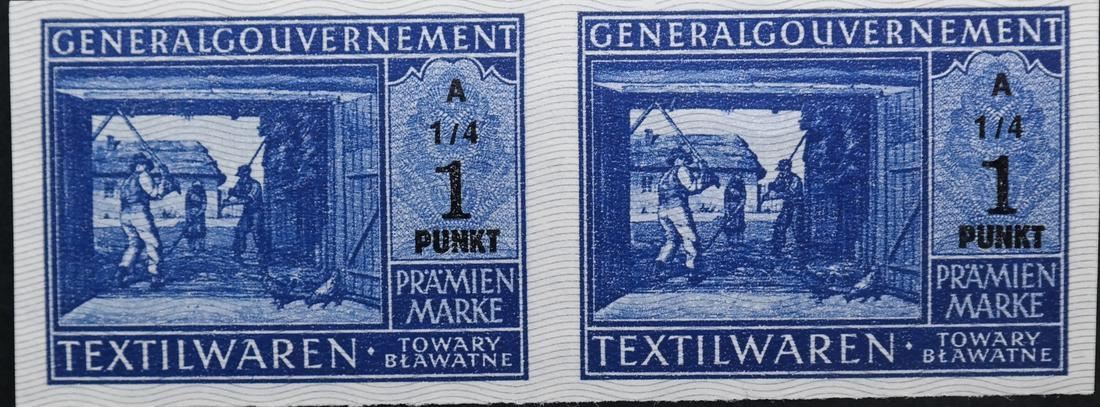 GENERALGOUVERNEMENT
A
1/4
1
PUNKT
PRÄMIEN
MARKE
TEXTILWAREN · TOWARY
BŁAWATNE
GENERALGOUVERNEMENT
A
1/4
1
PUNKT
PRÄMIEN
MARKE
TEXTILWAREN · TOWARY
BŁAWATNE